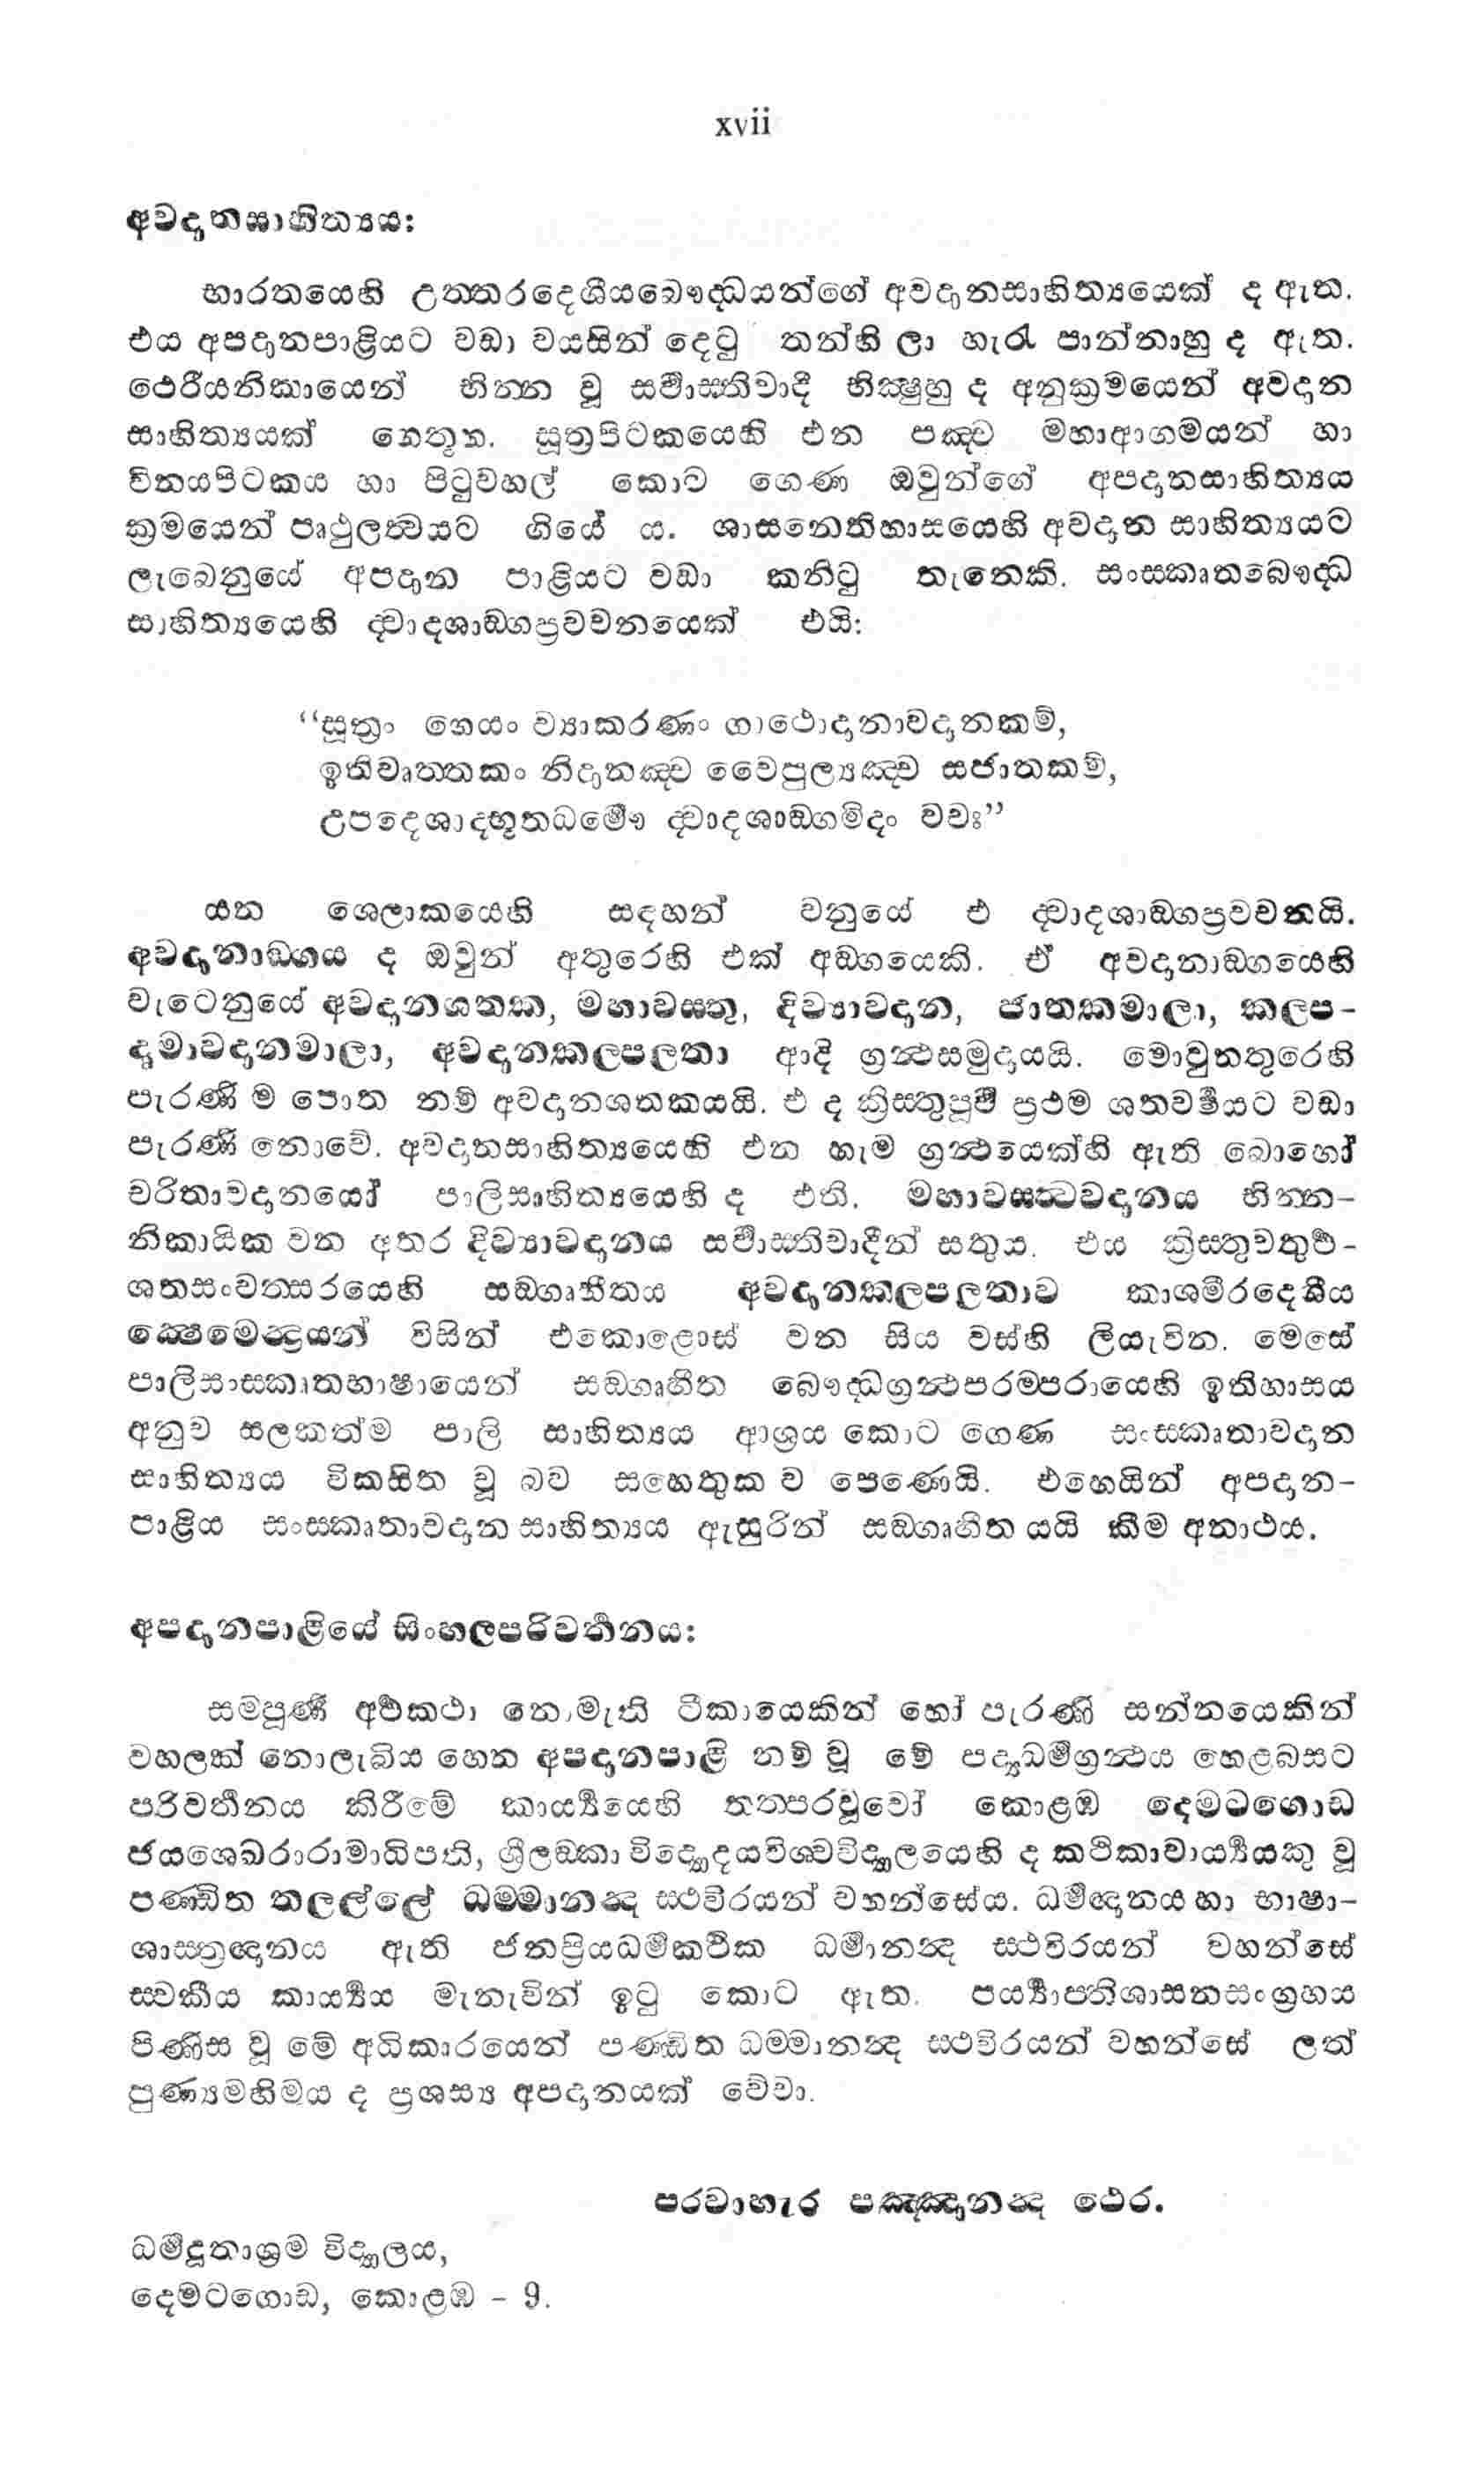 xvii
අවදානසාහිත්‍යය:
භාරතයෙහි උත්තරදෙශීයබෞද්ධයන්ගේ අවදානසාහිත්‍යයෙක් ද ඇත.
එය අපදානපාළියට වඩා වයසින් දෙටු තන්හි ලා හැරැ පාන්නාහු ද ඇත.
ථෙරීයනිකායෙන් භින්න වූ සර්‍වාස්තිවාදී භික්‍ෂුහු ද අනුක්‍රමයෙන් අවදාන
සාහිත්‍යයක් නෙතූහ. සූත්‍රපිටකයෙහි එන පඤ්ච මහාආගමයන් හා
විනයපිටකය හා පිටුවහල් කොට ගෙණ ඔවුන්ගේ අපදානසාහිත්‍යය
ක්‍රමයෙන් පෘථුලත්‍වයට ගියේ ය. ශාසනෙතිහාසයෙහි අවදාන සාහිත්‍යයට
ලැබෙනුයේ අපදාන පාළියට වඩා කනිටු තැනෙකි. සංස්කෘතබෞද්ධ
සාහිත්‍යයෙහි ද්‍වාදශාඞ්ගප්‍රවචනයෙක් එයි:
“සූත්‍රං ගෙයං ව්‍යාකරණං ගාථොදානාවදානකම්,
ඉතිවෘත්තකං නිදානඤ්ච වෛපුල්‍යඤ්ච සජාතකම්,
උපදෙශාද්භූතධර්‍මෞ ද්‍වාදශාඞ්ගමිදං වචඃ”
යන ශ්ලොකයෙහි සඳහන් වනුයේ එ ද්‍වාදශාඞ්ගප්‍රවචනයි.
අවදානාඞ්ගය ද ඔවුන් අතුරෙහි එක් අඞ්ගයෙකි. ඒ අවදානාඞ්ගයෙහි
වැටෙනුයේ අවදානශතක, මහාවස්තු, දිව්‍යාවදාන, ජාතකමාලා, කල්ප-
ද්‍රුමාවදානමාලා, අවදානකල්පලතා ආදි ග්‍රන්‍ථසමුදායයි. මොවුනතුරෙහි
පැරණි ම පොත නම් අවදානශතකයයි. එ ද ක්‍රිස්තුපූර්‍ව ප්‍රථම ශතවර්‍ෂයට වඩා
පැරණි නොවේ. අවදානසාහිත්‍යයෙහි එන හැම ග්‍රන්‍ථයෙක්හි ඇති බොහෝ
චරිතාවදානයෝ පාලිසාහිත්‍යයෙහි ද එති. මහාවස්ත්‍වවදානය භින්න-
නිකායික වන අතර දිව්‍යාවදානය සර්‍වාස්තිවාදීන් සතුය. එය ක්‍රිස්තුචතුර්‍ථ-
ශතසංවත්සරයෙහි සඞ්ගෘහීතය අවදානකල්පලතාව කාශ්මීරදෙශීය
ක්‍ෂෙමෙන්‍ද්‍රයන් විසින් එකොළොස් වන සිය වස්හි ලියැවින. මෙසේ
පාලිසාස්කෘතභාෂායෙන් සඞ්ගෘහීත බෞද්ධග්‍රන්‍ථපරම්පරායෙහි ඉතිහාසය
අනුව සලකත්ම පාලි සාහිත්‍යය ආශ්‍රය කොට ගෙණ සංස්කෘතාවදාන
සාහිත්‍යය විකසිත වූ බව සහෙතුක ව පෙණෙයි. එහෙයින් අපදාන-
පාළිය සංස්කෘතාවදාන සාහිත්‍යය ඇසුරින් සඞ්ගෘහීත යයි කීම අනාථය.
අපදානපාළියේ සිංහලපරිවර්‍තනය:
සම්පූර්‍ණ අර්‍ථකථා නොමැති ටීකායෙකින් හෝ පැරණි සන්නයෙකින්
වහලක් නොලැබිය හෙත අපදානපාළි නම් වූ මේ පද්‍යධර්‍මග්‍රන්‍ථය හෙළබසට
පරිවර්‍තනය කිරීමේ කාර්‍ය්‍යයෙහි තත්පරවූවෝ කොළඹ දෙමටගොඩ
ජයශෙඛරාරාමාධිපති, ශ්‍රීලඞ්කා විද්‍යොදයවිශ්වවිද්‍යාලයෙහි ද කථිකාචාර්‍ය්‍යයකු වූ
පණ්ඩිත තලල්ලේ ධම්මානන්‍ද ස්ථවිරයන් වහන්සේය. ධර්‍මඥානය හා භාෂා-
ශාස්ත්‍රඥානය ඇති ජනප්‍රියධර්‍මකථික ධර්‍මානන්‍ද ස්ථවිරයන් වහන්සේ
ස්වකීය කාර්‍ය්‍යය මැනැවින් ඉටු කොට ඇත. පර්‍ය්‍යාප්තිශාසනසංග්‍රහය
පිණිස වූ මේ අධිකාරයෙන් පණ්ඩිත ධම්මානන්‍ද ස්ථවිරයන් වහන්සේ ලත්
පුණ්‍යමහිමය ද ප්‍රශස්‍ය අපදානයක් වේවා.
පරවාහැර පඤ්ඤානන්‍ද ථෙර.
ධර්‍මදූතාශ්‍රම විද්‍යාලය,
දෙමටගොඩ, කොළඹ - 9.